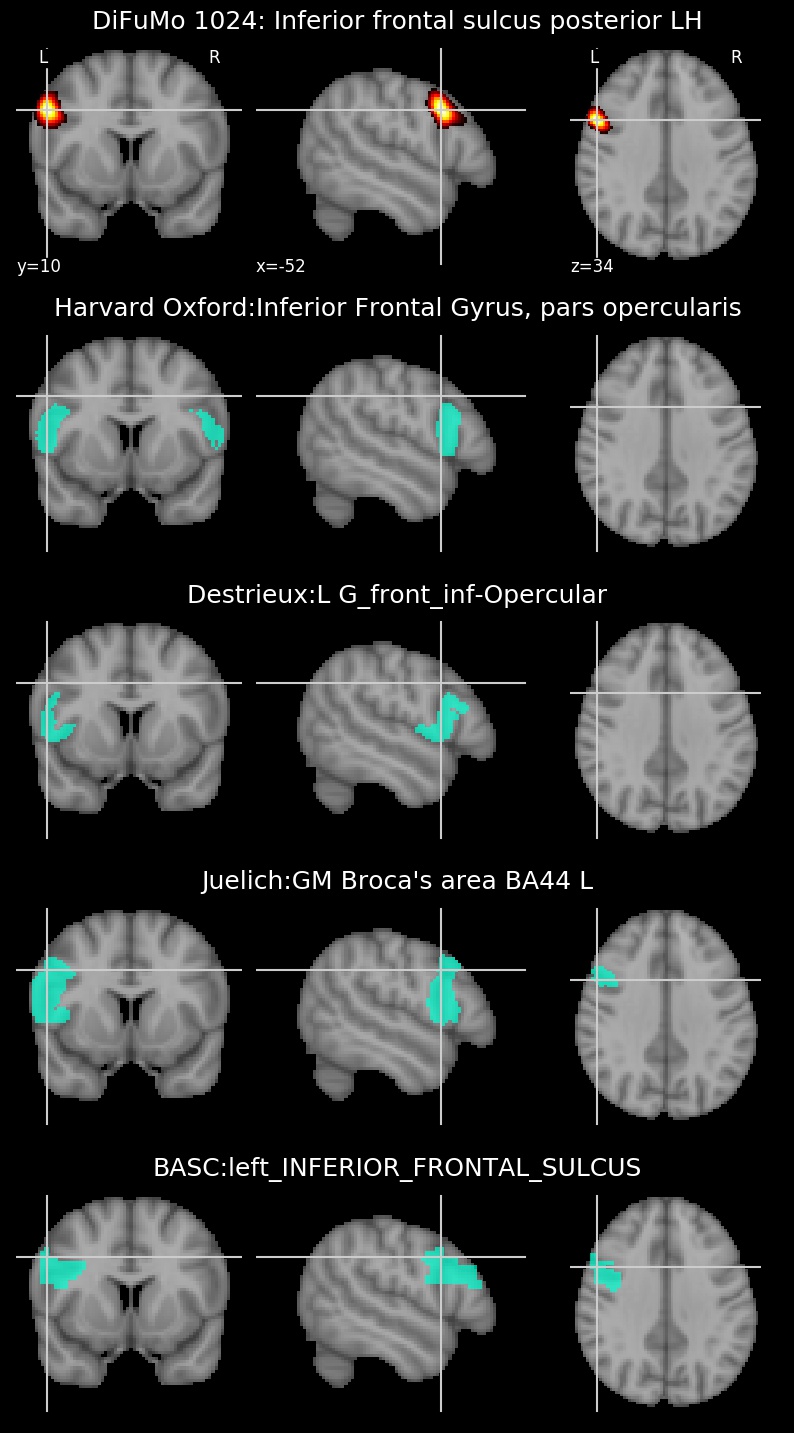 DiFuMo 1024: Inferior frontal sulcus posterior LH
L R L R
y=10 x=-52 z=34
Harvard Oxford:Inferior Frontal Gyrus, pars opercularis
Destrieux:L G_front_inf-Opercular
Juelich:GM Broca's area BA44 L
BASC:left_INFERIOR_FRONTAL_SULCUS